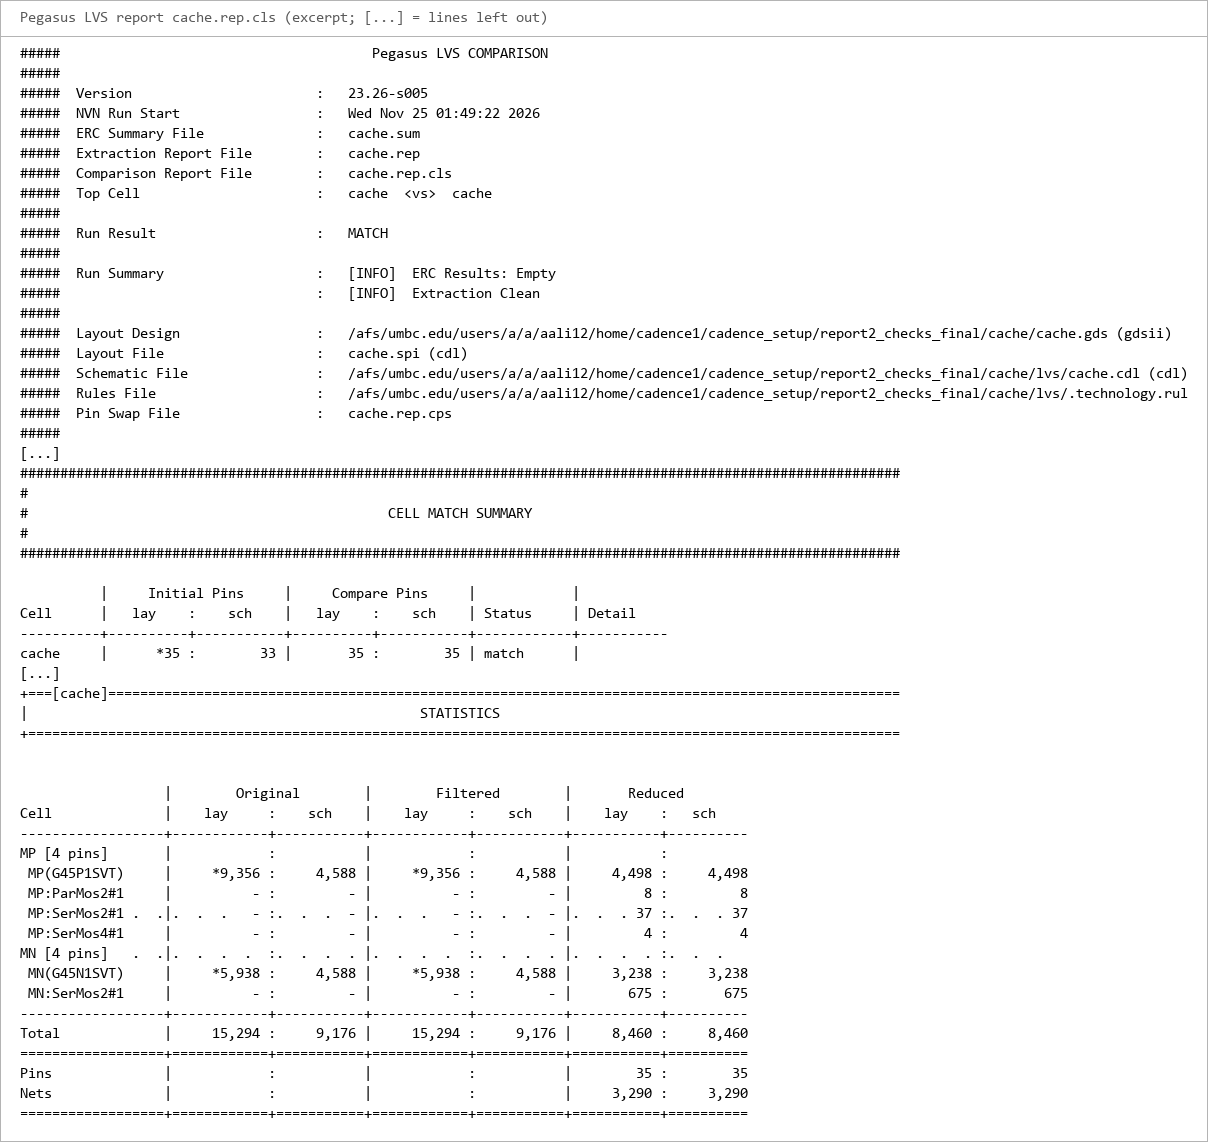 Pegasus LVS report cache.rep.cls (excerpt; [...] = lines left out)
#####                                       Pegasus LVS COMPARISON
#####
#####  Version                       :   23.26-s005
#####  NVN Run Start                 :   Wed Nov 25 01:49:22 2026
#####  ERC Summary File              :   cache.sum
#####  Extraction Report File        :   cache.rep
#####  Comparison Report File        :   cache.rep.cls
#####  Top Cell                      :   cache  <vs>  cache
#####
#####  Run Result                    :   MATCH
#####
#####  Run Summary                   :   [INFO]  ERC Results: Empty
#####                                :   [INFO]  Extraction Clean
#####
#####  Layout Design                 :   /afs/umbc.edu/users/a/a/aali12/home/cadence1/cadence_setup/report2_checks_final/cache/cache.gds (gdsii)
#####  Layout File                   :   cache.spi (cdl)
#####  Schematic File                :   /afs/umbc.edu/users/a/a/aali12/home/cadence1/cadence_setup/report2_checks_final/cache/lvs/cache.cdl (cdl)
#####  Rules File                    :   /afs/umbc.edu/users/a/a/aali12/home/cadence1/cadence_setup/report2_checks_final/cache/lvs/.technology.rul
#####  Pin Swap File                 :   cache.rep.cps
#####
[...]
##############################################################################################################
#
#                                             CELL MATCH SUMMARY
#
##############################################################################################################

          |     Initial Pins     |     Compare Pins     |            |
Cell      |   lay    :    sch    |   lay    :    sch    | Status     | Detail
----------+----------+-----------+----------+-----------+------------+-----------
cache     |      *35 :        33 |       35 :        35 | match      |
[...]
+===[cache]===================================================================================================
|                                                 STATISTICS
+=============================================================================================================

                  |        Original        |        Filtered        |       Reduced
Cell              |    lay     :    sch    |    lay     :    sch    |    lay    :   sch
------------------+------------+-----------+------------+-----------+-----------+----------
MP [4 pins]       |            :           |            :           |           :
 MP(G45P1SVT)     |     *9,356 :     4,588 |     *9,356 :     4,588 |     4,498 :     4,498
 MP:ParMos2#1     |          - :         - |          - :         - |         8 :         8
 MP:SerMos2#1 .  .|.  .  .   - :.  .  .  - |.  .  .   - :.  .  .  - |.  .  . 37 :.  .  . 37
 MP:SerMos4#1     |          - :         - |          - :         - |         4 :         4
MN [4 pins]   .  .|.  .  .  .  :.  .  .  . |.  .  .  .  :.  .  .  . |.  .  .  . :.  .  .
 MN(G45N1SVT)     |     *5,938 :     4,588 |     *5,938 :     4,588 |     3,238 :     3,238
 MN:SerMos2#1     |          - :         - |          - :         - |       675 :       675
------------------+------------+-----------+------------+-----------+-----------+----------
Total             |     15,294 :     9,176 |     15,294 :     9,176 |     8,460 :     8,460
==================+============+===========+============+===========+===========+==========
Pins              |            :           |            :           |        35 :        35
Nets              |            :           |            :           |     3,290 :     3,290
==================+============+===========+============+===========+===========+==========